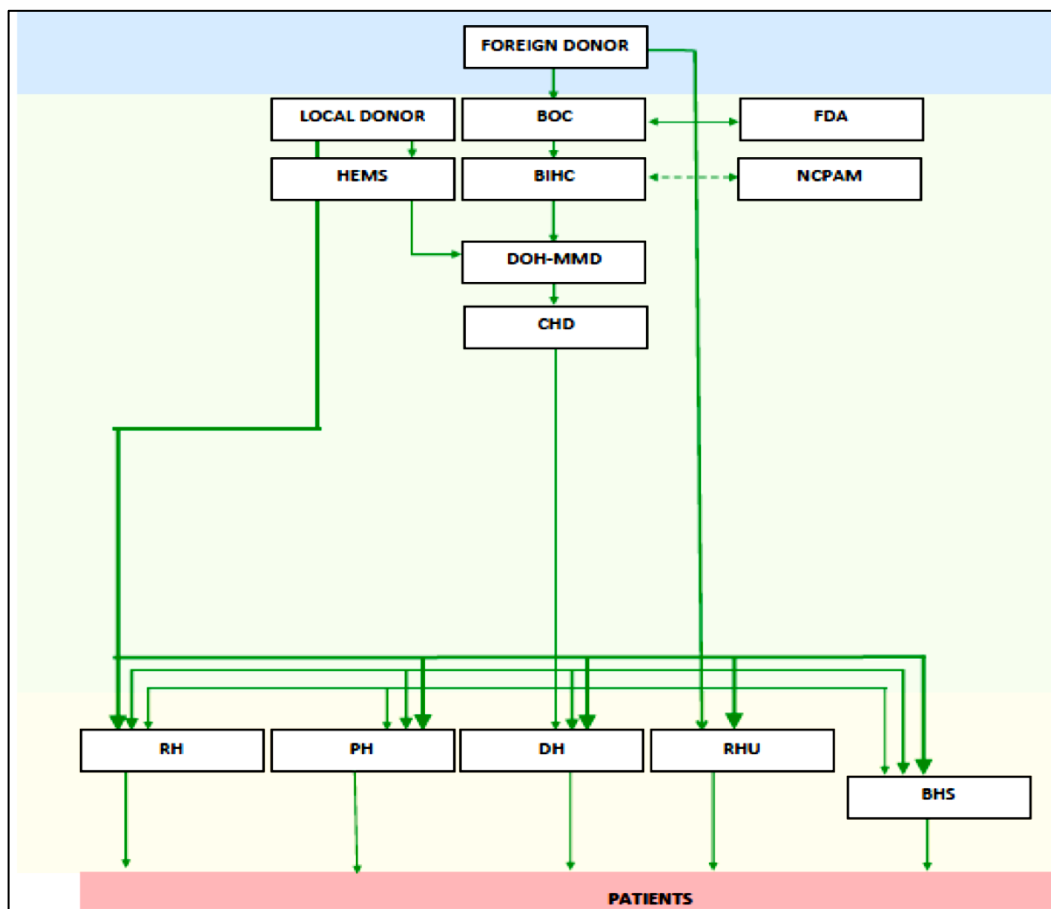 FOREIGN DONOR
LOCAL DONOR
BOC
FDA
HEMS
BIHC
NCPAM
DOH-MMD
CHD
RH
PH
DH
RHU
BHS
PATIENTS